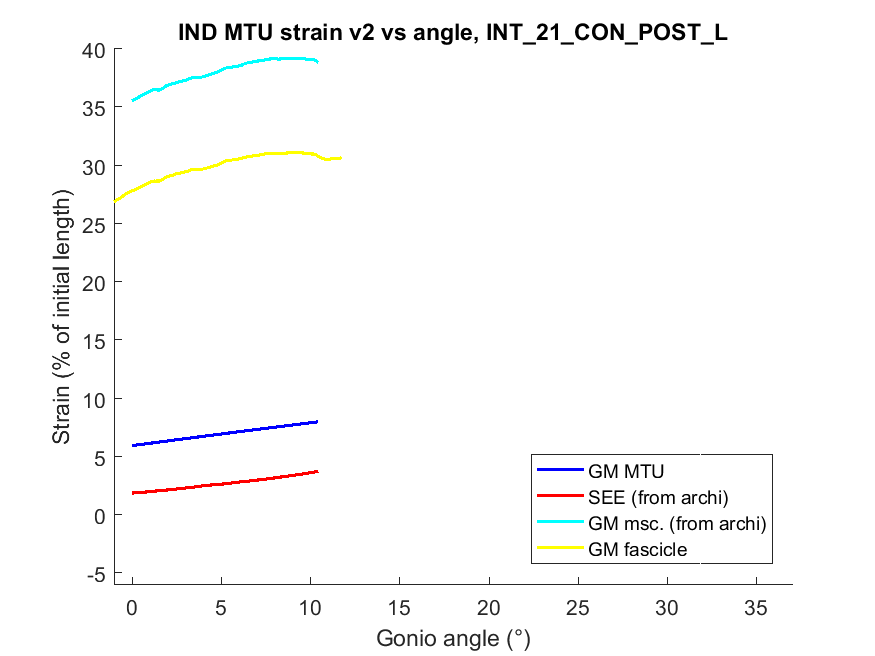 IND MTU strain v2 vs angle, INT_21_CON_POST_L
40
35
30
25
20
15
10
5
0
-5
Strain (% of initial length)
GM MTU
SEE (from archi)
GM msc. (from archi)
GM fascicle
0 5 10 15 20 25 30 35
Gonio angle (°)